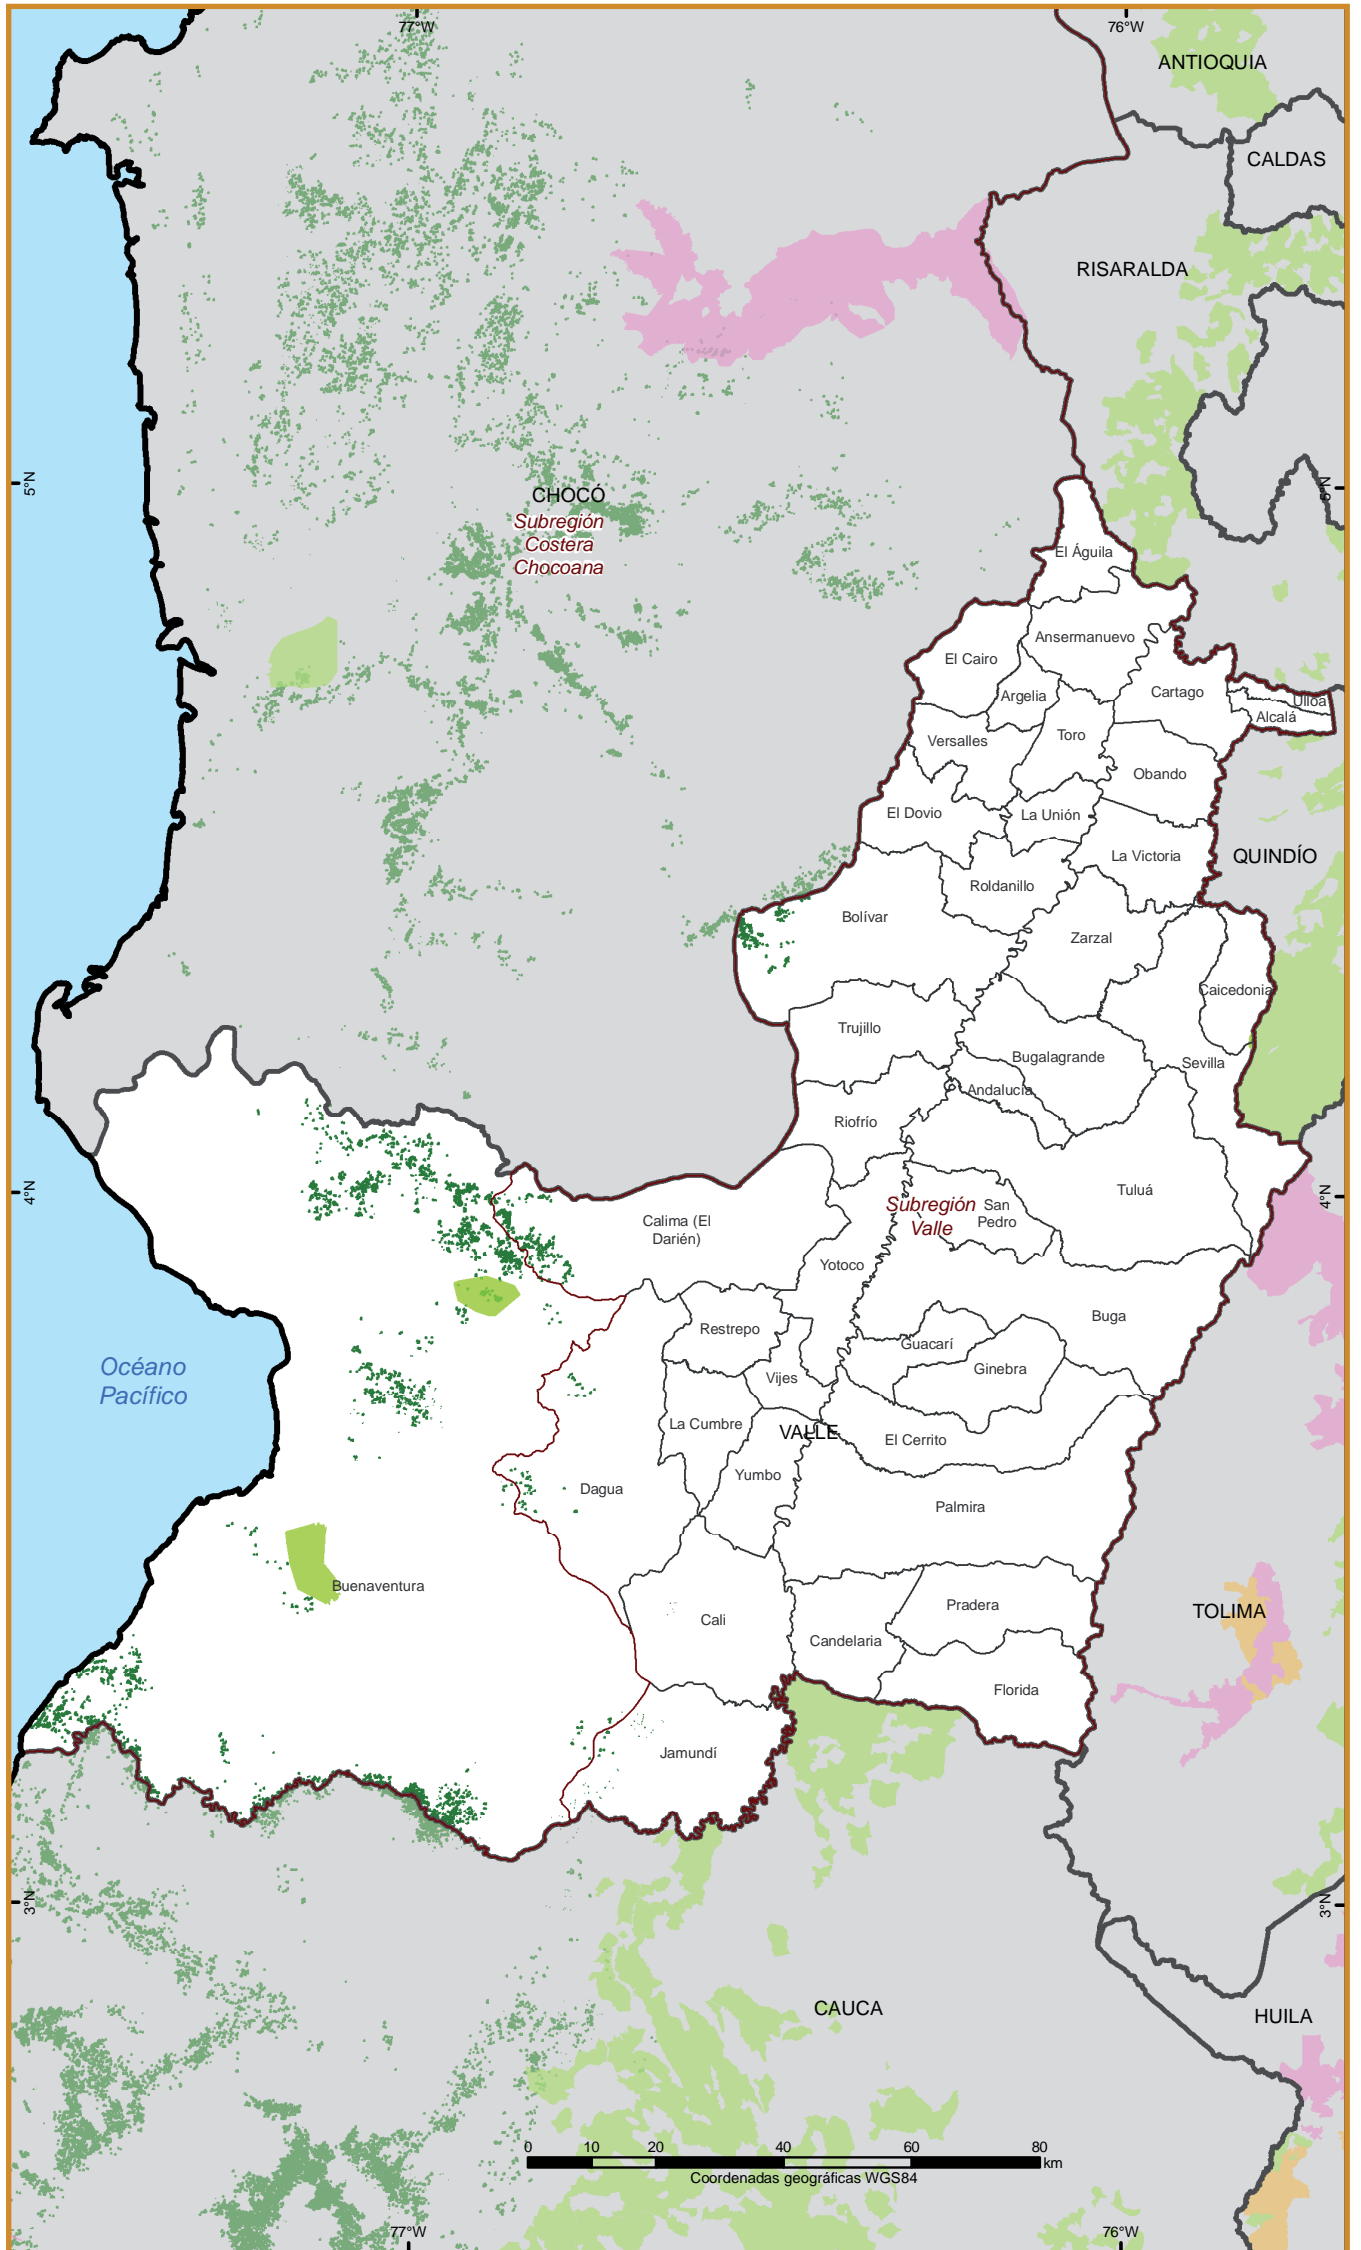 77°W
76°W
ANTIOQUIA
CALDAS
RISARALDA
5°N
5°N
CHOCÓ
Subregión
Costera
Chocoana
El Águila
Ansermanuevo
El Cairo
Argelia
Cartago
Ulloa
Alcalá
Versalles
Toro
Obando
El Dovio
La Unión
La Victoria
QUINDÍO
Roldanillo
Bolívar
Zarzal
Caicedonia
Trujillo
Bugalagrande
Sevilla
Andalucía
Riofrío
4°N
4°N
Tuluá
Subregión
Valle
San
Pedro
Calima (El
Darién)
Yotoco
Buga
Restrepo
Guacarí
Ginebra
Océano
Pacífico
Vijes
La Cumbre
VALLE
El Cerrito
Yumbo
Dagua
Palmira
Buenaventura
Pradera
TOLIMA
Cali
Candelaria
Florida
Jamundí
3°N
3°N
CAUCA
HUILA
0 10 20 40 60 80
km
Coordenadas geográficas WGS84
77°W
76°W